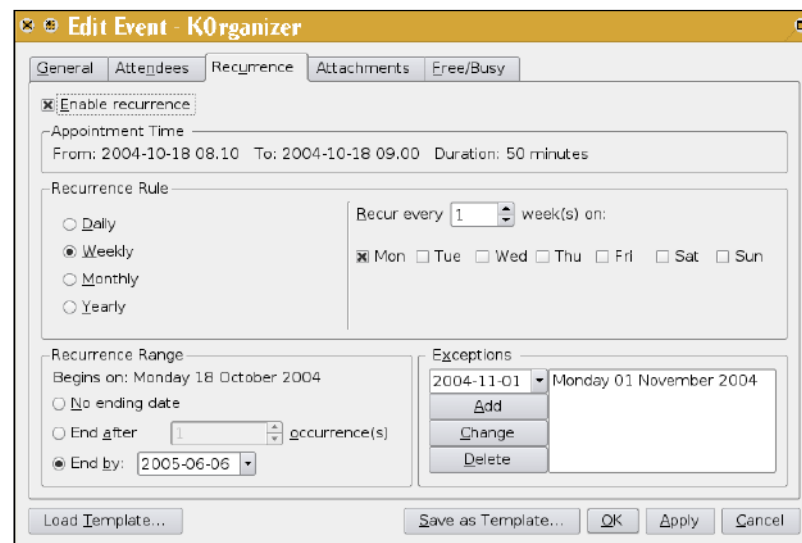 Edit Event - KOrganizer
General Attendees Recurrence Attachments Free/Busy
Enable recurrence
Appointment Time
From: 2004-10-18 08.10 To: 2004-10-18 09.00 Duration: 50 minutes
Recurrence Rule
Daily
Weekly
Monthly
Yearly
Recur every 1 week(s) on:
Mon Tue Wed Thu Fri Sat Sun
Recurrence Range
Begins on: Monday 18 October 2004
No ending date
End after 1 occurrence(s)
End by: 2005-06-06
Exceptions
2004-11-01 Monday 01 November 2004
Add
Change
Delete
Load Template... Save as Template... OK Apply Cancel